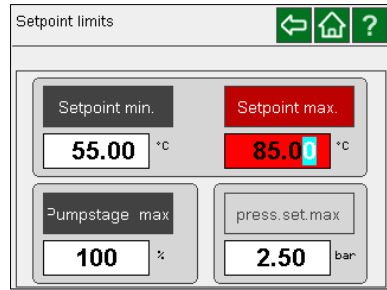 Setpoint limits ?
Setpoint min. Setpoint max.
55.00 °C 85.00 °C
Pumpstage max press.set.max
100 % 2.50 bar